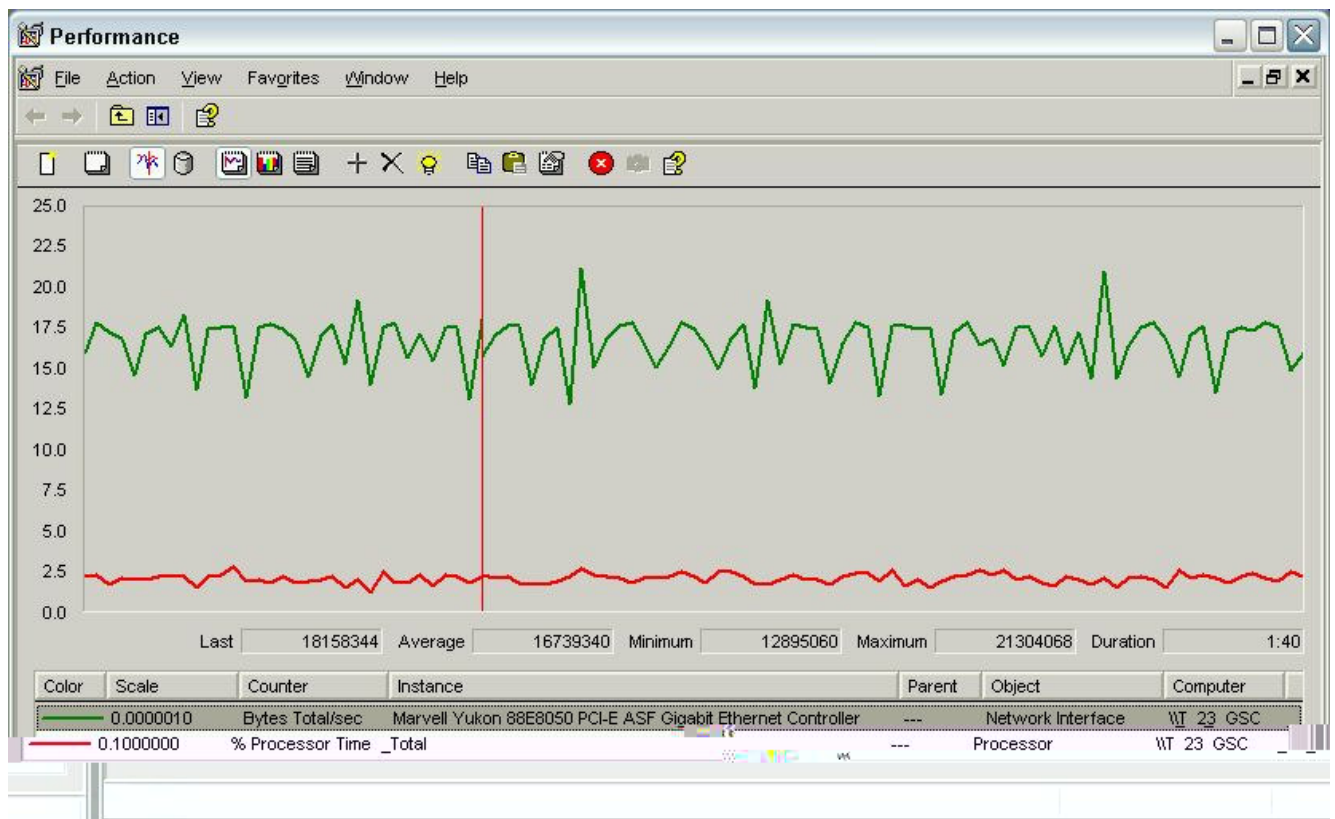 Performance
File Action View Favorites Window Help
25.0
22.5
20.0
17.5
15.0
12.5
10.0
7.5
5.0
2.5
0.0
Last 18158344 Average 16739340 Minimum 12895060 Maximum 21304068 Duration 1:40
Color Scale Counter Instance Parent Object Computer
0.0000010 Bytes Total/sec Marvell Yukon 88E8050 PCI-E ASF Gigabit Ethernet Controller --- Network Interface \\T_23_GSC
0.1000000 % Processor Time _Total --- Processor \\T 23 GSC